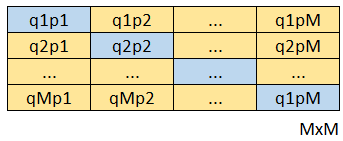 q1p1 q1p2 ... q1pM
q2p1 q2p2 ... q2pM
... ... ... ...
qMp1 qMp2 ... q1pM
MxM